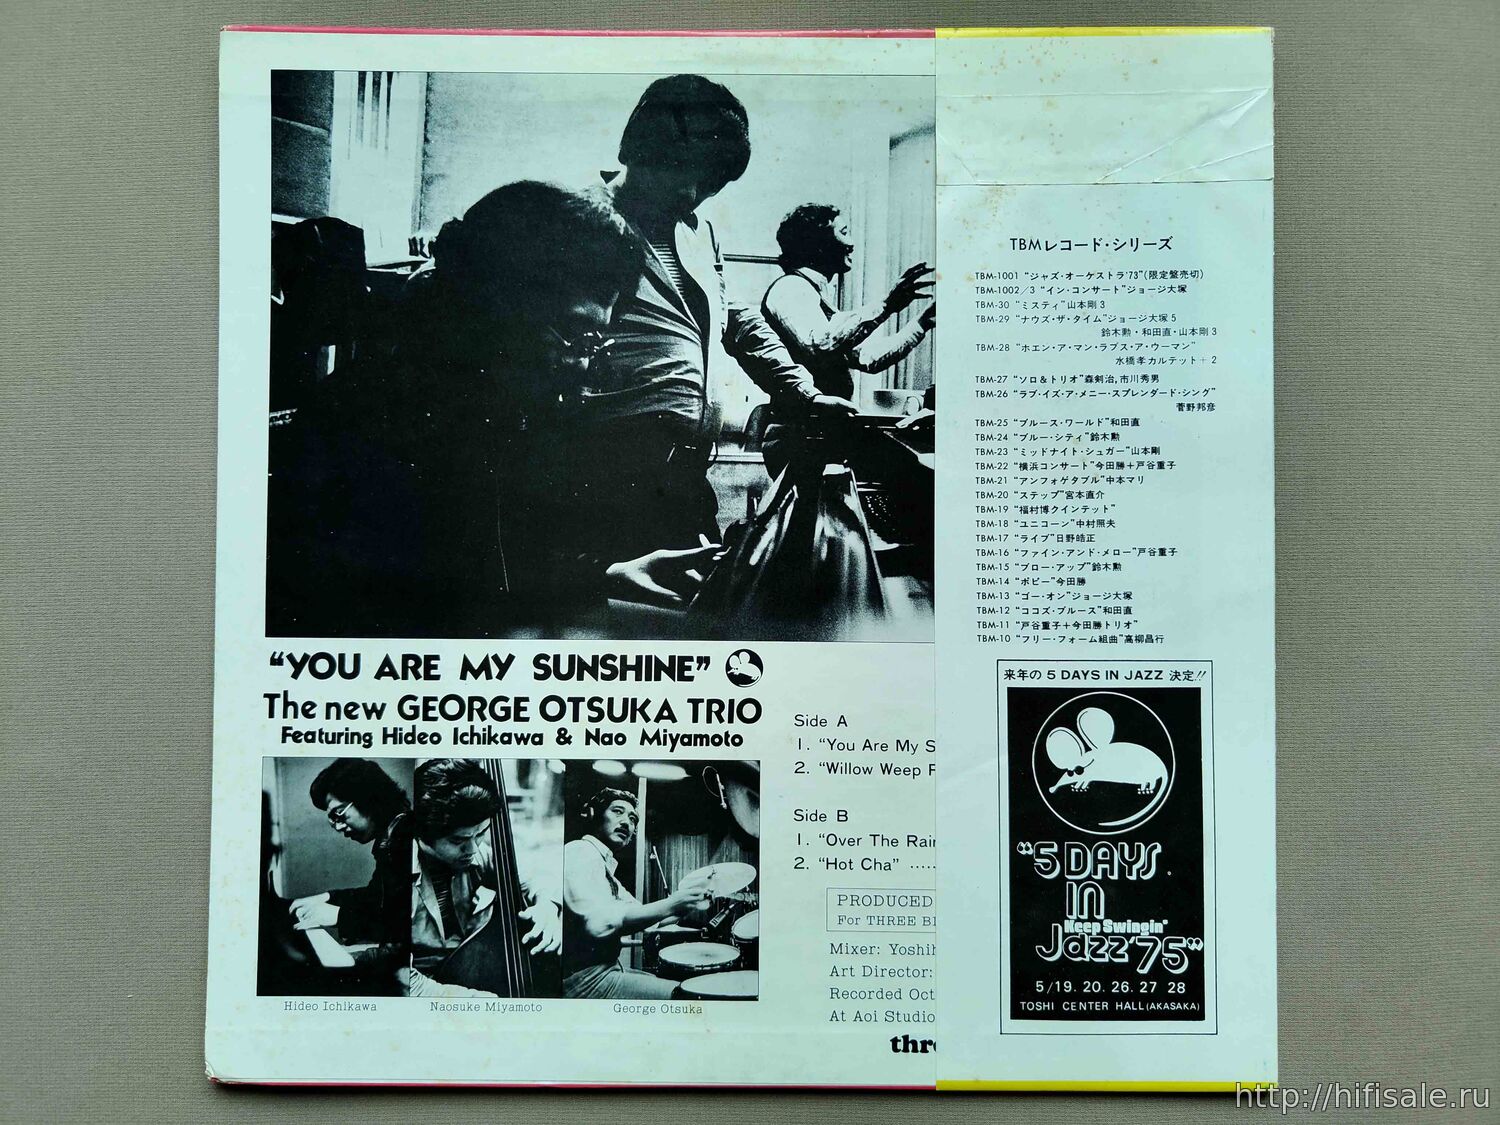 "YOU ARE MY SUNSHINE"
The new GEORGE OTSUKA TRIO
Featuring Hideo Ichikawa & Nao Miyamoto
Hideo Ichikawa
Naosuke Miyamoto
George Otsuka
Side A
1. "You Are My S
2. "Willow Weep F
Side B
1. "Over The Rai
2. "Hot Cha" ·····
PRODUCED
For THREE BL
Mixer: Yoshih
Art Director:
Recorded Oct
At Aoi Studio
thre
TBMレコード・シリーズ
TBM-1001 "ジャズ・オーケストラ'73"(限定盤売切)
TBM-1002/3 "イン・コンサート"ジョージ大塚
TBM-30 "ミスティ"山本剛3
TBM-29 "ナウズ・ザ・タイム"ジョージ大塚5
鈴木勲・和田直・山本剛3
TBM-28 "ホエン・ア・マン・ラブス・ア・ウーマン"
水橋孝カルテット+2
TBM-27 "ソロ&トリオ"森剣治,市川秀男
TBM-26 "ラブ・イズ・ア・メニー・スプレンダード・シング"
菅野邦彦
TBM-25 "ブルース・ワールド"和田直
TBM-24 "ブルー・シティ"鈴木勲
TBM-23 "ミッドナイト・シュガー"山本剛
TBM-22 "横浜コンサート"今田勝+戸谷重子
TBM-21 "アンフォゲタブル"中本マリ
TBM-20 "ステップ"宮本直介
TBM-19 "福村博クインテット"
TBM-18 "ユニコーン"中村照夫
TBM-17 "ライブ"日野皓正
TBM-16 "ファイン・アンド・メロー"戸谷重子
TBM-15 "ブロー・アップ"鈴木勲
TBM-14 "ポピー"今田勝
TBM-13 "ゴー・オン"ジョージ大塚
TBM-12 "ココズ・ブルース"和田直
TBM-11 "戸谷重子+今田勝トリオ"
TBM-10 "フリー・フォーム組曲"高柳昌行
来年の 5 DAYS IN JAZZ 決定!!
"5 DAYS
IN
Keep Swingin'
Jazz'75"
5/19. 20. 26. 27 28
TOSHI CENTER HALL (AKASAKA)
http://hifisale.ru